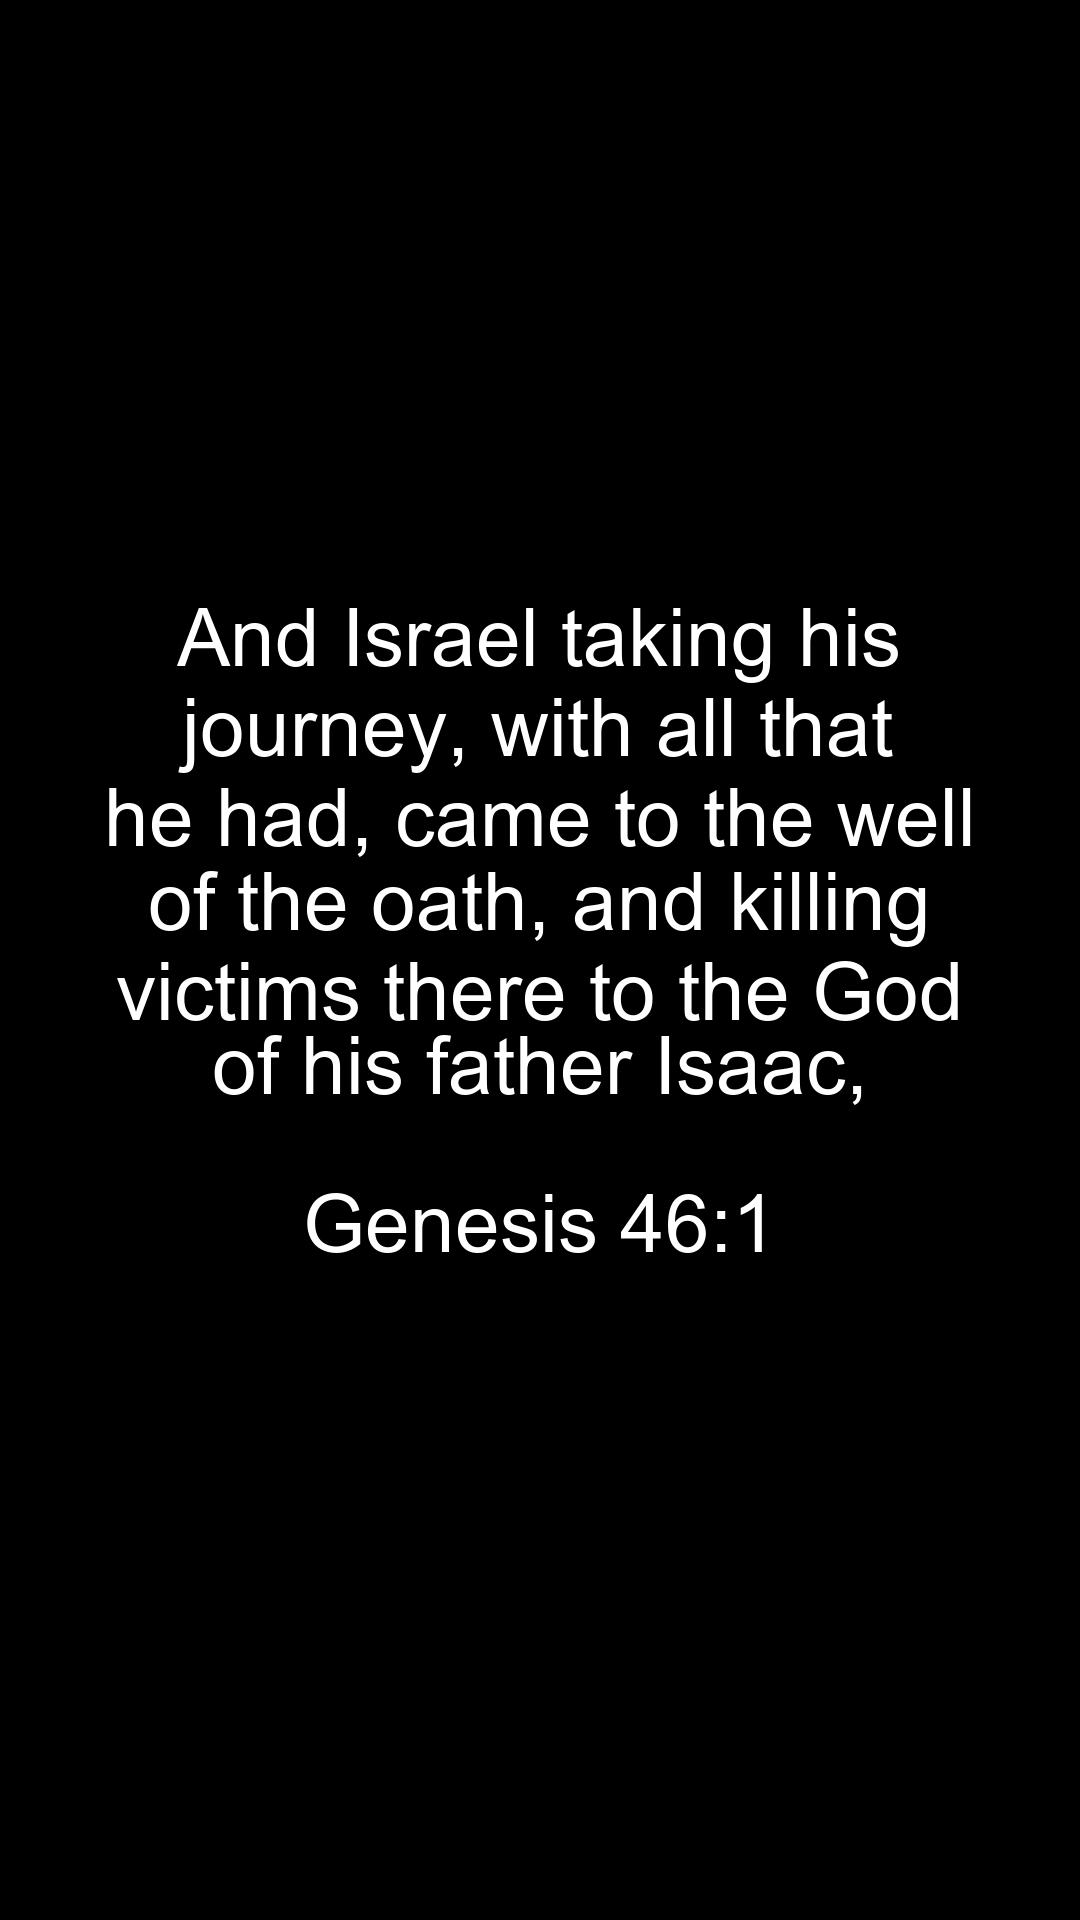 And Israel taking his
journey, with all that
he had, came to the well
of the oath, and killing
victims there to the God
of his father Isaac,
Genesis 46:1